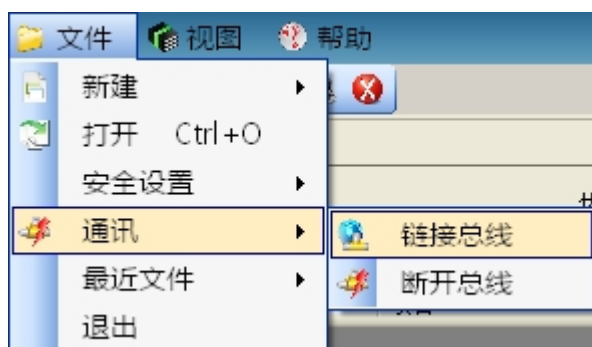 文件 视图 帮助
新建
打开 Ctrl+O
安全设置
通讯
链接总线
断开总线
最近文件
退出